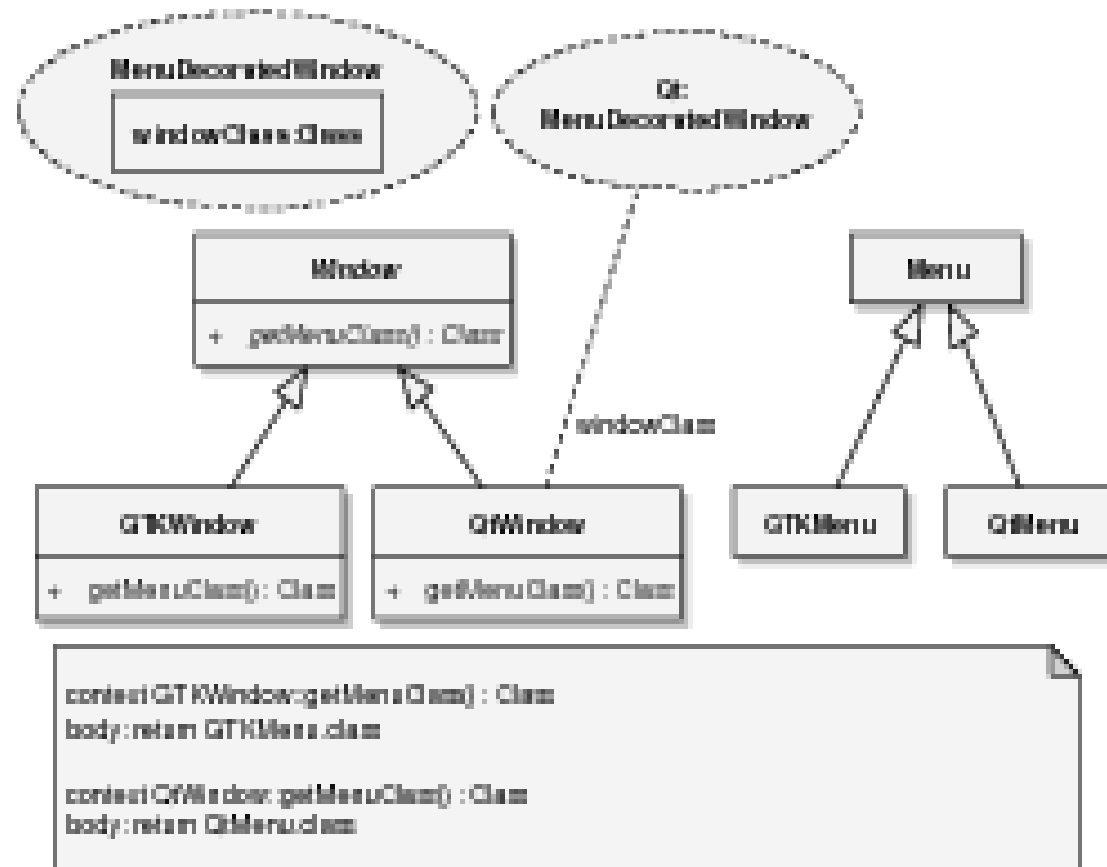 MenuDecoratedWindow
windowClass:Class
Qt:
MenuDecoratedWindow
Window
+ getMenuClass() : Class
Menu
windowClass
GTKWindow
+ getMenuClass() : Class
QtWindow
+ getMenuClass() : Class
GTKMenu
QtMenu
context GTKWindow::getMenuClass() : Class
body: return GTKMenu.class
context QtWindow::getMenuClass() : Class
body: return QtMenu.class